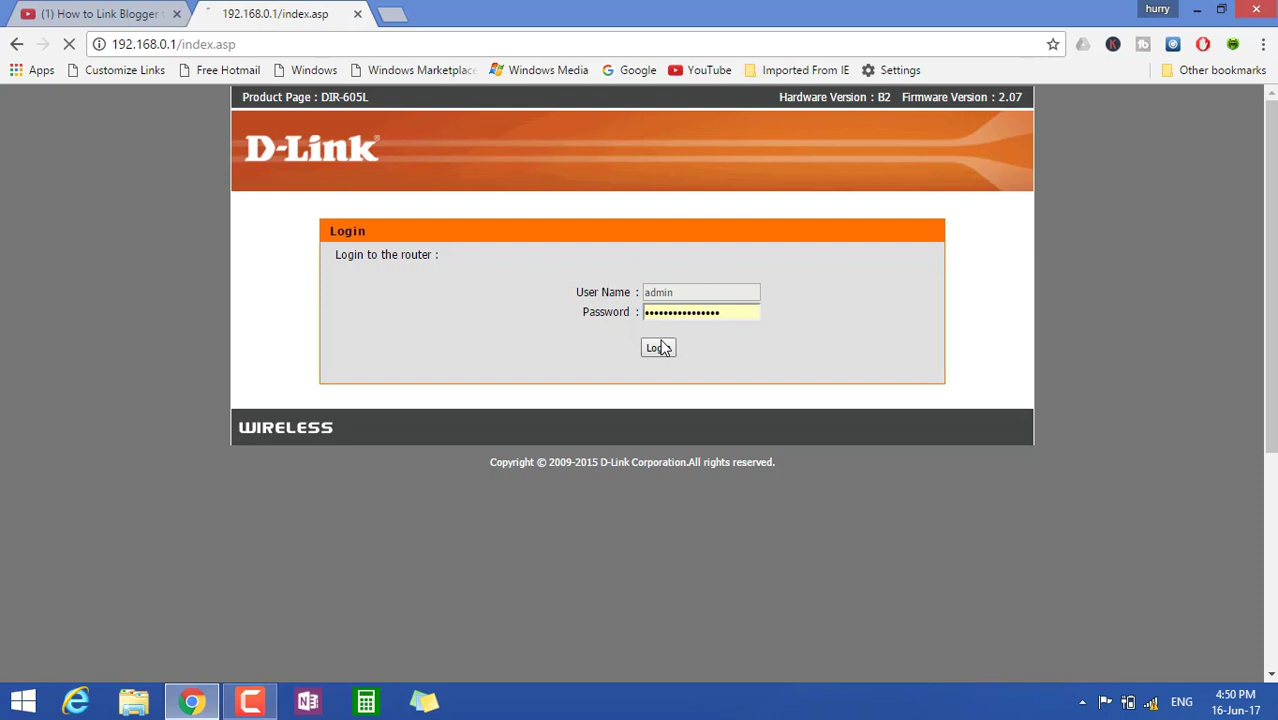 (1) How to Link Blogger t
192.168.0.1/index.asp
hurry
192.168.0.1/index.asp
Apps Customize Links Free Hotmail Windows Windows Marketplac Windows Media Google YouTube Imported From IE Settings Other bookmarks
Product Page : DIR-605L Hardware Version : B2 Firmware Version : 2.07
D-Link
Login
Login to the router :
User Name : admin
Password : ••••••••••••••••
WIRELESS
Copyright © 2009-2015 D-Link Corporation.All rights reserved.
ENG
4:50 PM
16-Jun-17